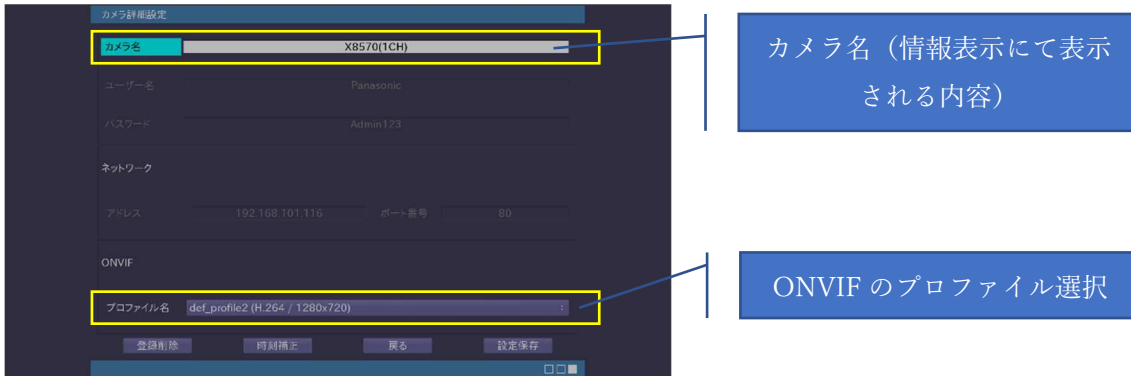 カメラ詳細設定
カメラ名 X8570(1CH)
カメラ名（情報表示にて表示
される内容）
ユーザー名 Panasonic
パスワード Admin123
ネットワーク
アドレス 192.168.101.116 ポート番号 80
ONVIF
ONVIF のプロファイル選択
プロファイル名 def_profile2 (H.264 / 1280x720)
登録削除 時刻補正 戻る 設定保存